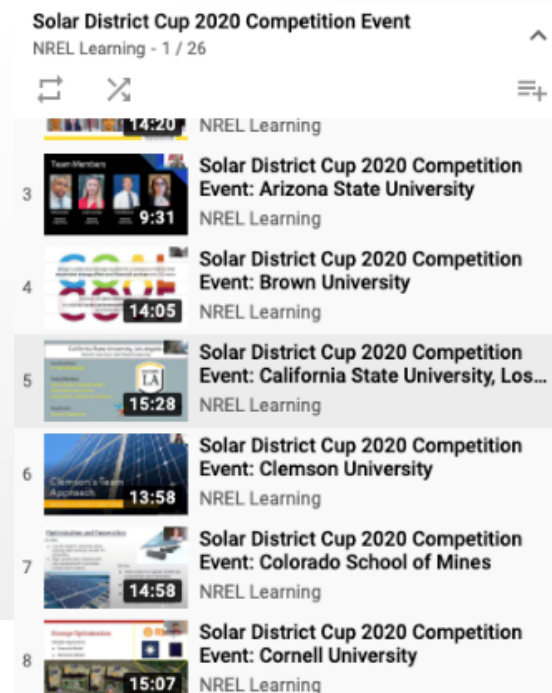 Solar District Cup 2020 Competition Event
NREL Learning - 1 / 26
14:20
NREL Learning
3
Team Members
9:31
Solar District Cup 2020 Competition
Event: Arizona State University
NREL Learning
4
14:05
Solar District Cup 2020 Competition
Event: Brown University
NREL Learning
5
California State University, Los Angeles
LA
15:28
Solar District Cup 2020 Competition
Event: California State University, Los...
NREL Learning
6
Clemson's Team
Approach
13:58
Solar District Cup 2020 Competition
Event: Clemson University
NREL Learning
7
Optimization and Innovation
14:58
Solar District Cup 2020 Competition
Event: Colorado School of Mines
NREL Learning
8
Storage Optimization
15:07
Solar District Cup 2020 Competition
Event: Cornell University
NREL Learning